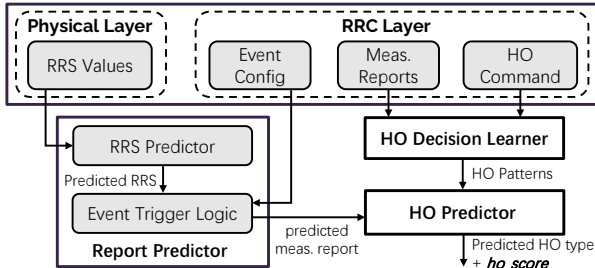 Physical Layer
RRC Layer
RRS Values
Event
Config
Meas.
Reports
HO
Command
RRS Predictor
Predicted RRS
Event Trigger Logic
Report Predictor
HO Decision Learner
HO Patterns
HO Predictor
predicted
meas. report
Predicted HO type
+ ho score